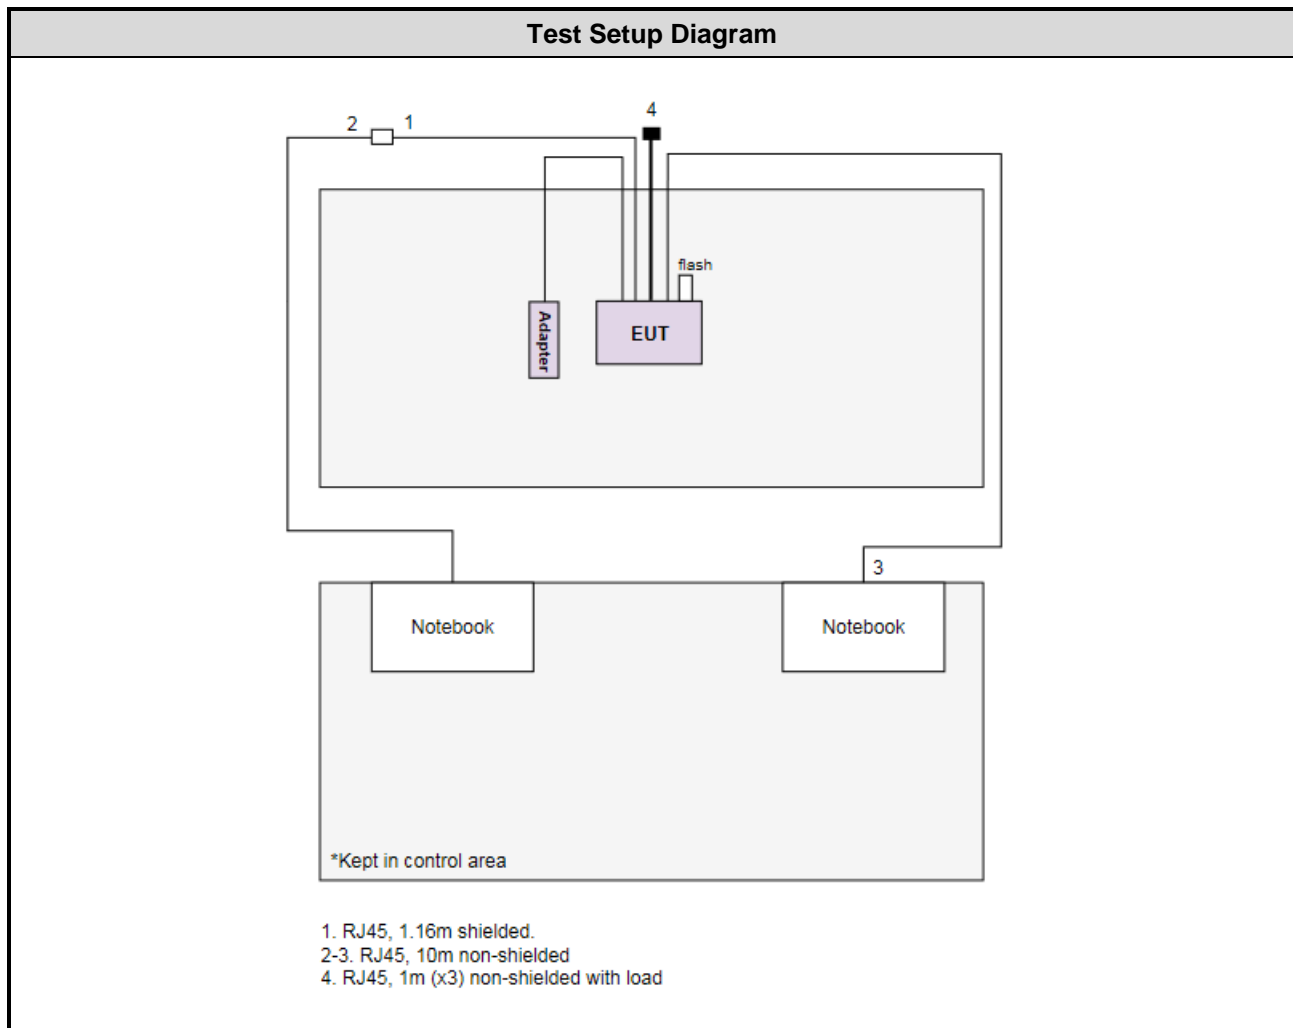 Test Setup Diagram
4
2
1
flash
Adapter
EUT
3
Notebook
Notebook
*Kept in control area
1. RJ45, 1.16m shielded.
2-3. RJ45, 10m non-shielded
4. RJ45, 1m (x3) non-shielded with load